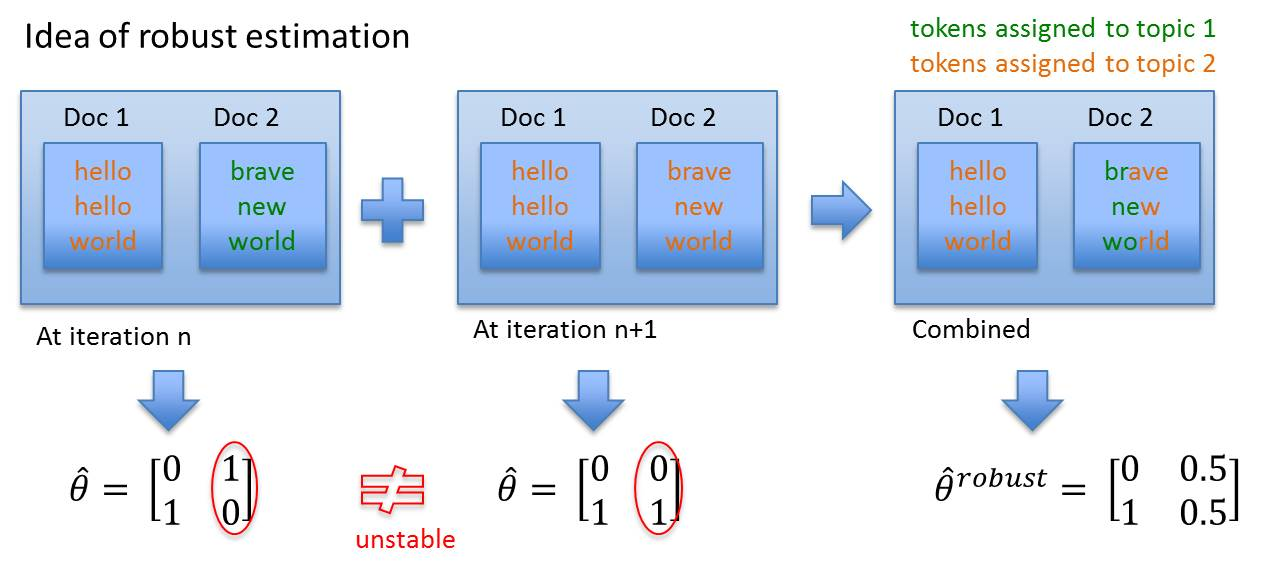 Idea of robust estimation
tokens assigned to topic 1
tokens assigned to topic 2
Doc 1 Doc 2
hello brave
hello new
world world
At iteration n
Doc 1 Doc 2
hello brave
hello new
world world
At iteration n+1
Doc 1 Doc 2
hello brave
hello new
world world
Combined
θ̂ = [0 1
1 0]
≠
unstable
θ̂ = [0 0
1 1]
θ̂^robust = [0 0.5
1 0.5]